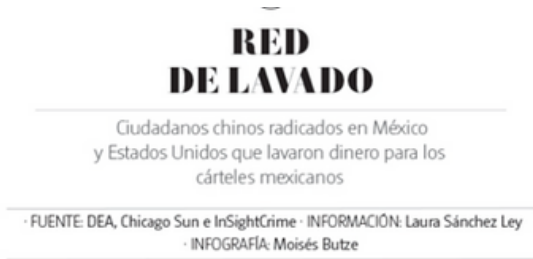 RED
DE LAVADO
Ciudadanos chinos radicados en México
y Estados Unidos que lavaron dinero para los
cárteles mexicanos
· FUENTE: DEA, Chicago Sun e InSightCrime · INFORMACIÓN: Laura Sánchez Ley
· INFOGRAFÍA: Moisés Butze